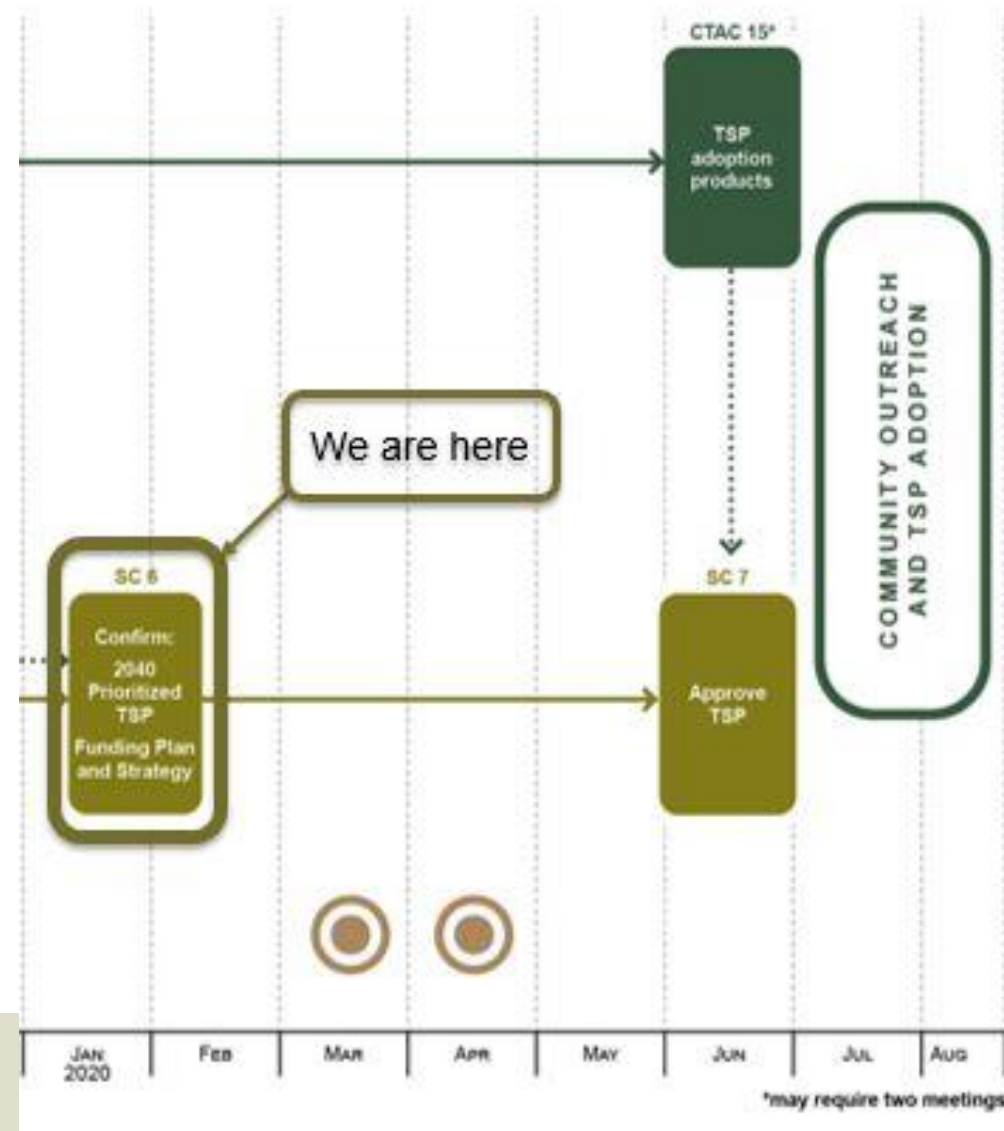 CTAC 15*
TSP
adoption
products
COMMUNITY OUTREACH
AND TSP ADOPTION
We are here
SC 6
Confirm:
2040
Prioritized
TSP
Funding Plan
and Strategy
SC 7
Approve
TSP
JAN
2020
FEB
MAR
APR
MAY
JUN
JUL
AUG
*may require two meetings